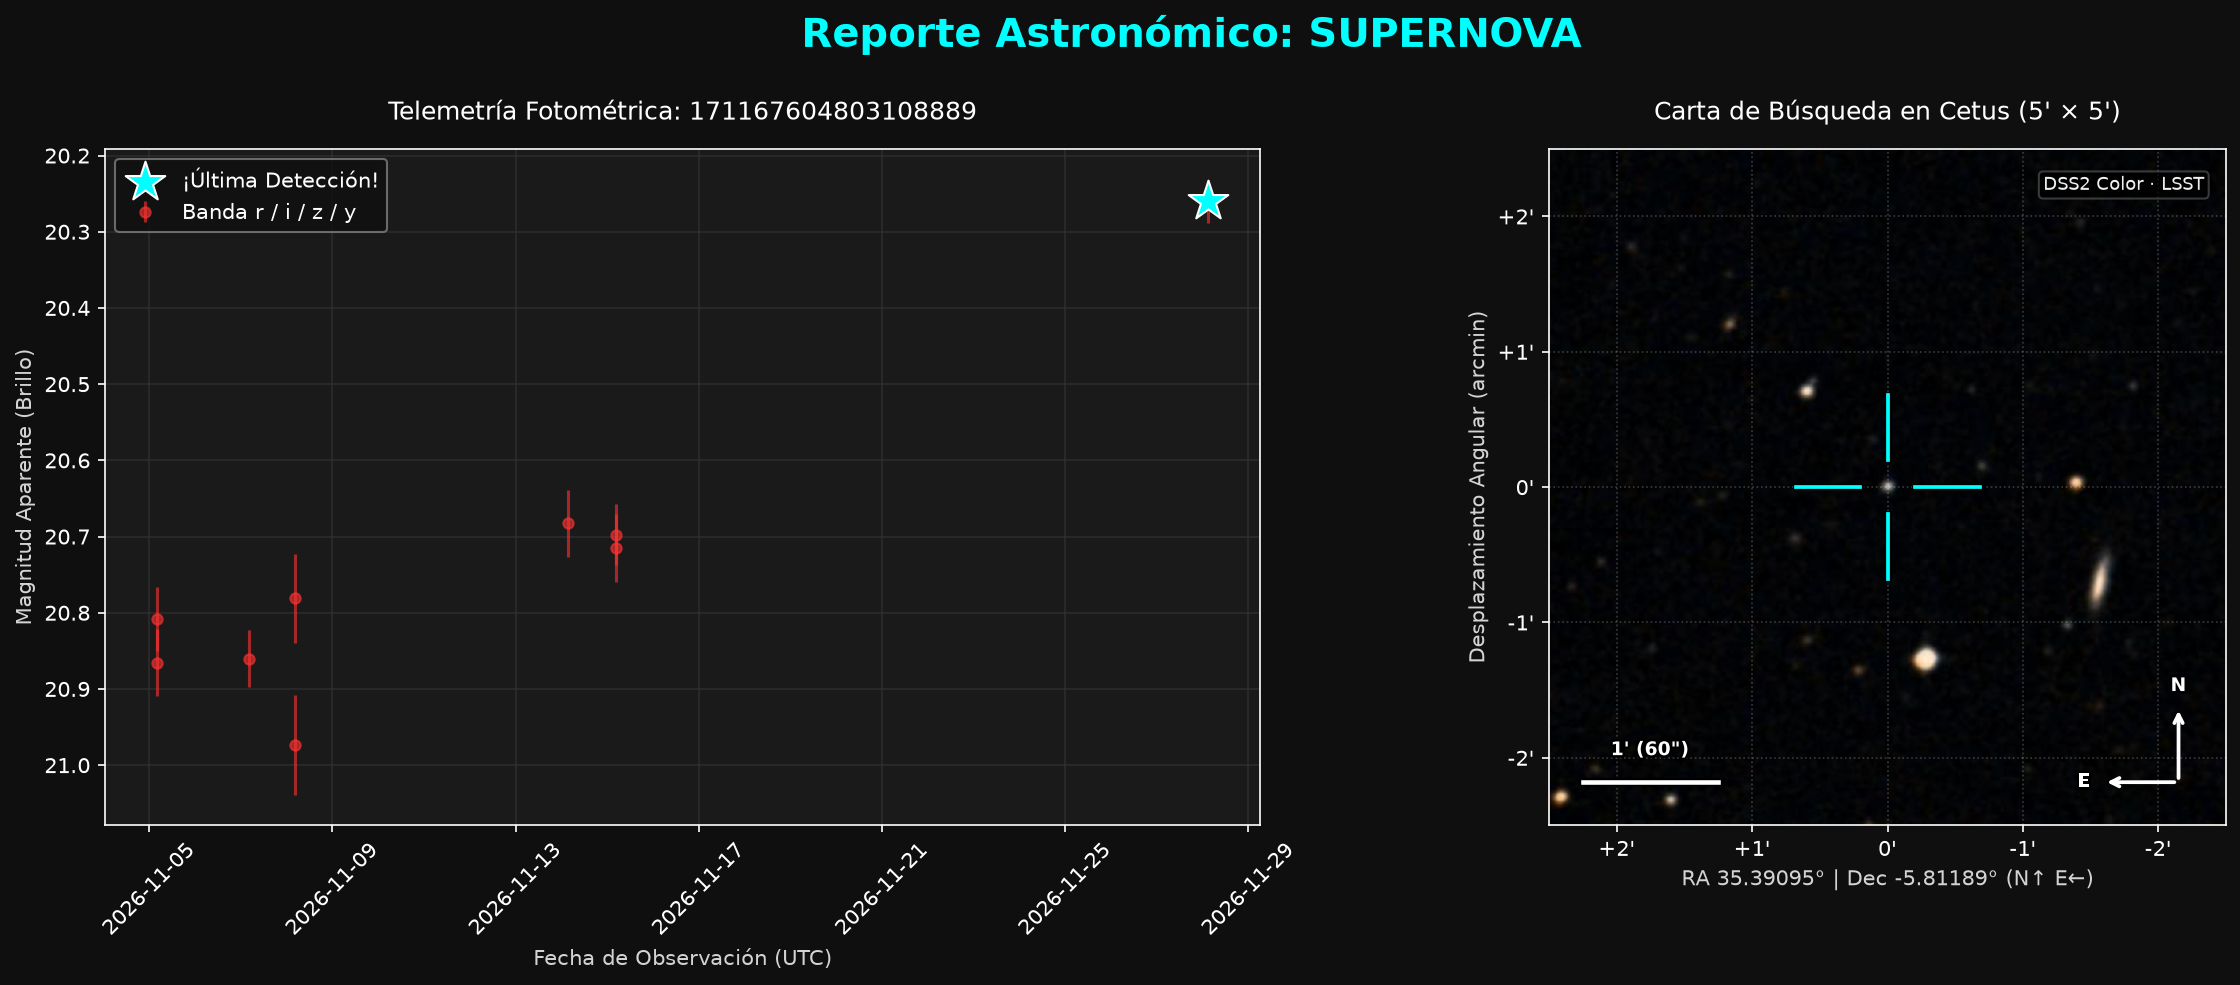 Reporte Astronómico: SUPERNOVA
Telemetría Fotométrica: 171167604803108889
¡Última Detección!
Banda r / i / z / y
Magnitud Aparente (Brillo)
20.2
20.3
20.4
20.5
20.6
20.7
20.8
20.9
21.0
2026-11-05
2026-11-09
2026-11-13
2026-11-17
2026-11-21
2026-11-25
2026-11-29
Fecha de Observación (UTC)
Carta de Búsqueda en Cetus (5' × 5')
DSS2 Color · LSST
Desplazamiento Angular (arcmin)
+2'
+1'
0'
-1'
-2'
N
E
1' (60")
+2'
+1'
0'
-1'
-2'
RA 35.39095° | Dec -5.81189° (N↑ E←)